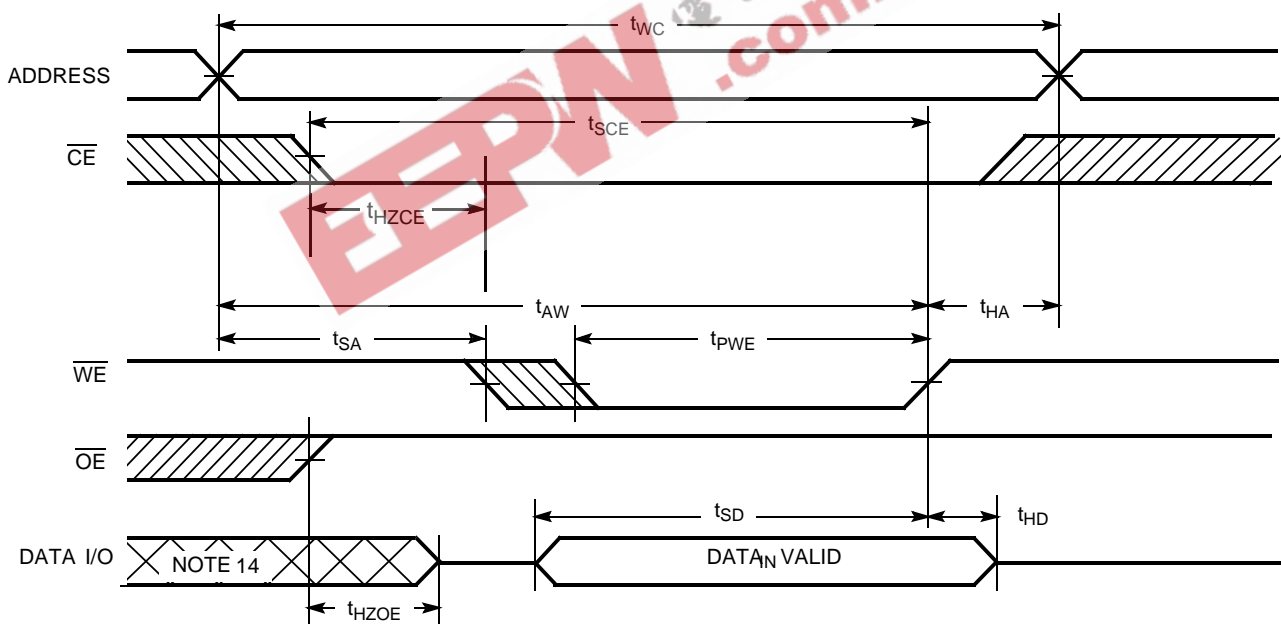 tWC
ADDRESS
tSCE
CE
tHZCE
tAW
tHA
tSA
tPWE
WE
OE
tSD
tHD
DATA I/O
NOTE 14
DATAIN VALID
tHZOE
EEPW
.com